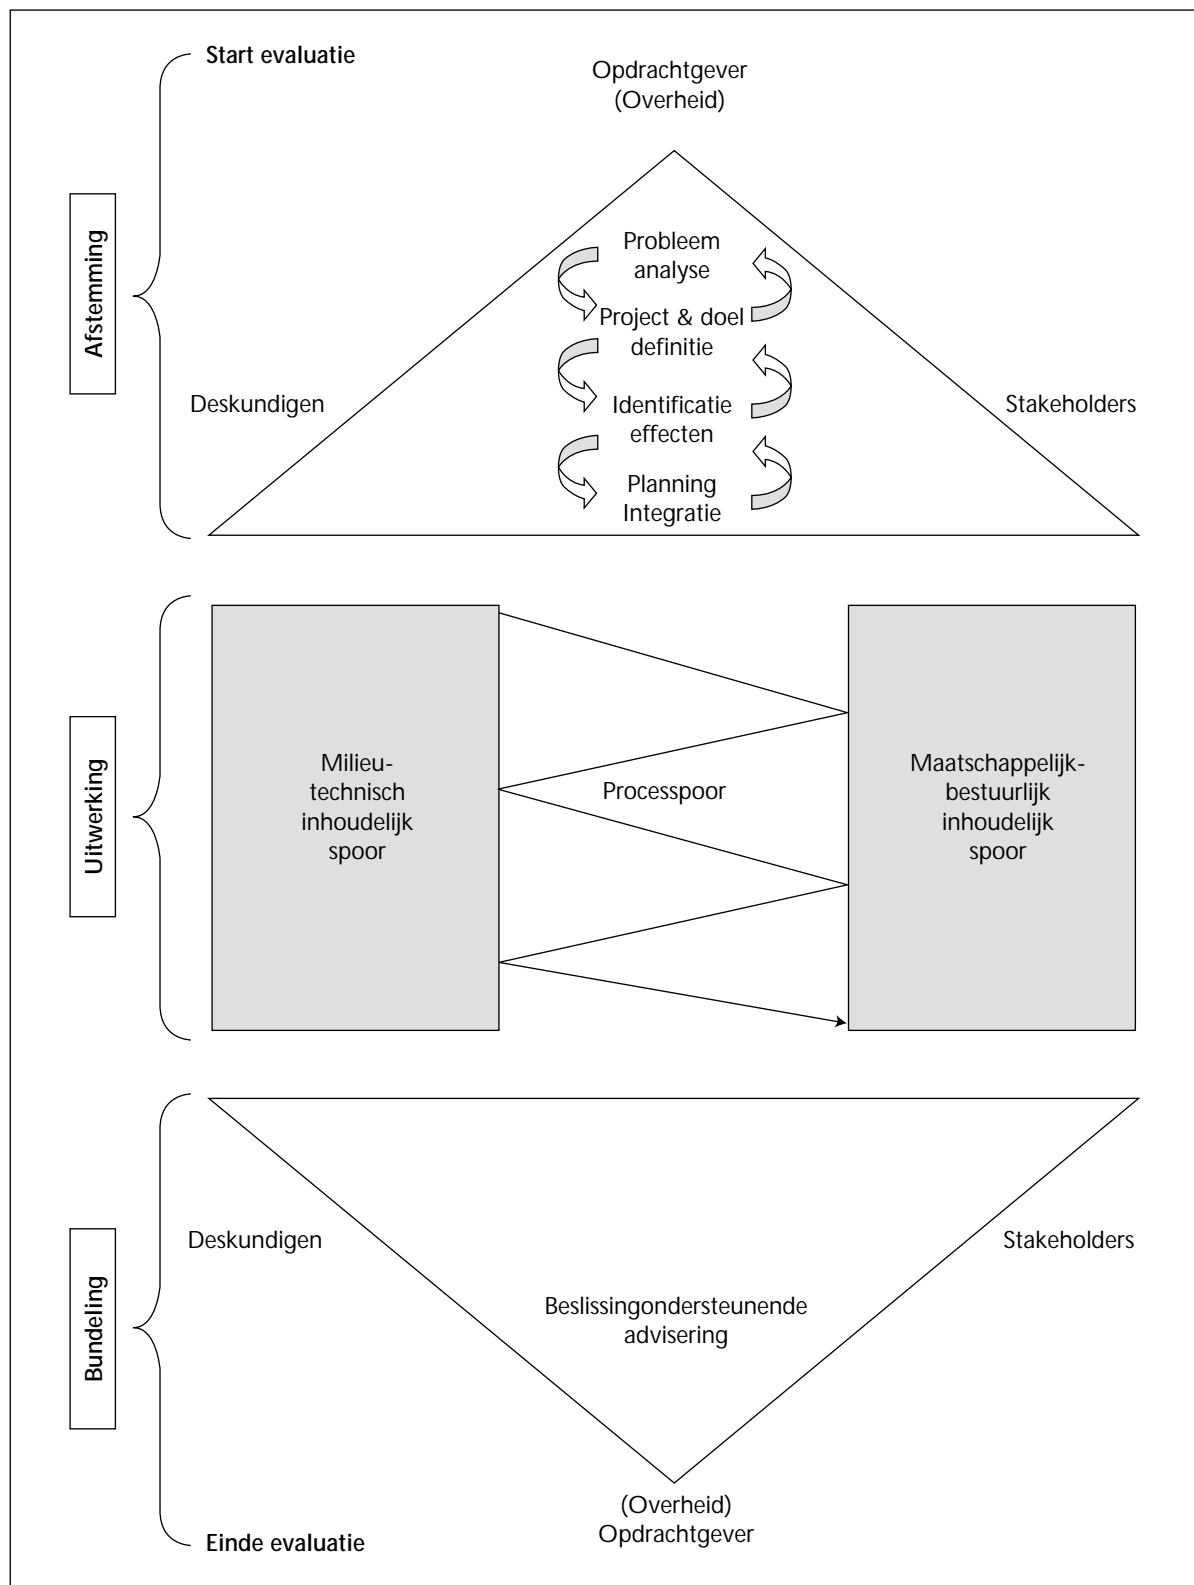 Start evaluatie
Opdrachtgever
(Overheid)
Afstemming
Probleem
analyse
Project & doel
definitie
Deskundigen
Identificatie
effecten
Stakeholders
Planning
Integratie
Uitwerking
Milieu-
technisch
inhoudelijk
spoor
Processpoor
Maatschappelijk-
bestuurlijk
inhoudelijk
spoor
Bundeling
Deskundigen
Stakeholders
Beslissingondersteunende
advisering
(Overheid)
Opdrachtgever
Einde evaluatie